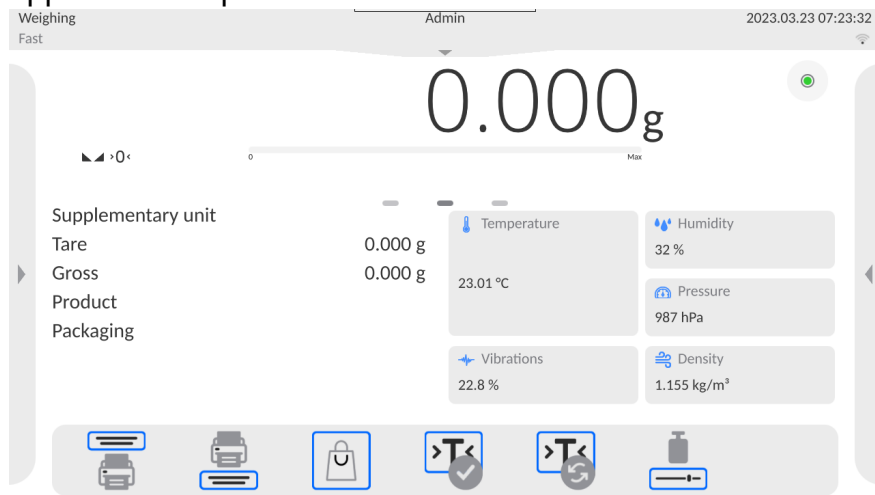 Weighing
Admin
2023.03.23 07:23:32
Fast
0.000g
>0<
0
Max
Supplementary unit
Tare 0.000 g
Gross 0.000 g
Product
Packaging
Temperature
23.01 °C
Humidity
32 %
Pressure
987 hPa
Vibrations
22.8 %
Density
1.155 kg/m³
>T<
>T<